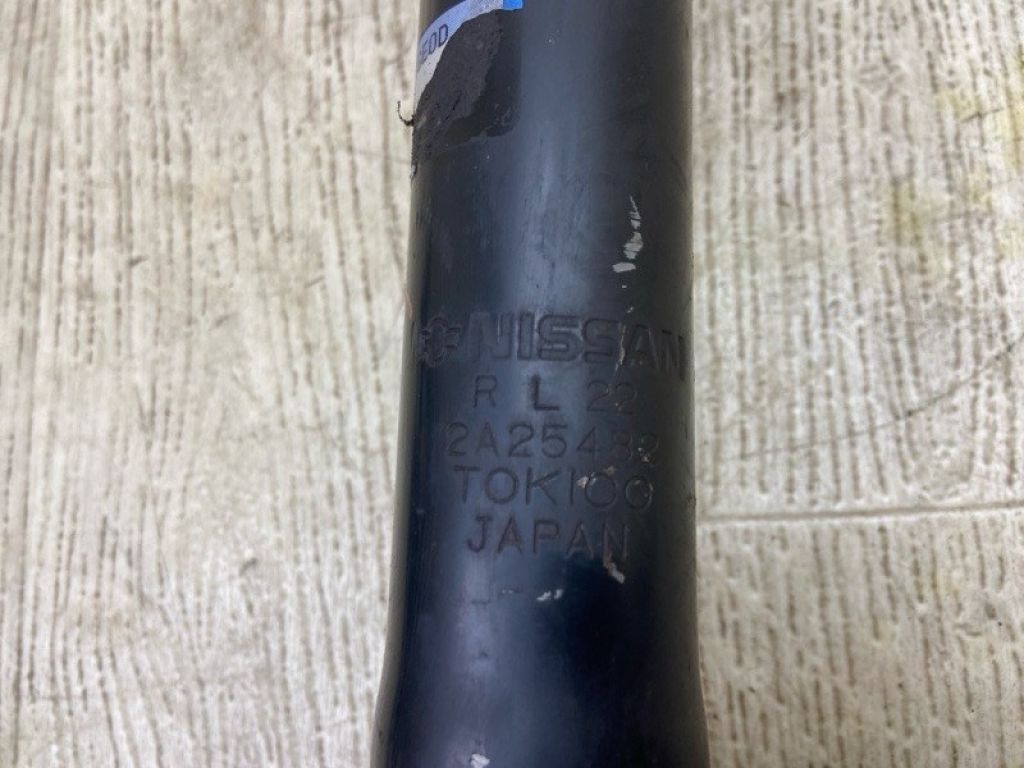 NISSAN
R L 22
2A25482
TOKICO
JAPAN